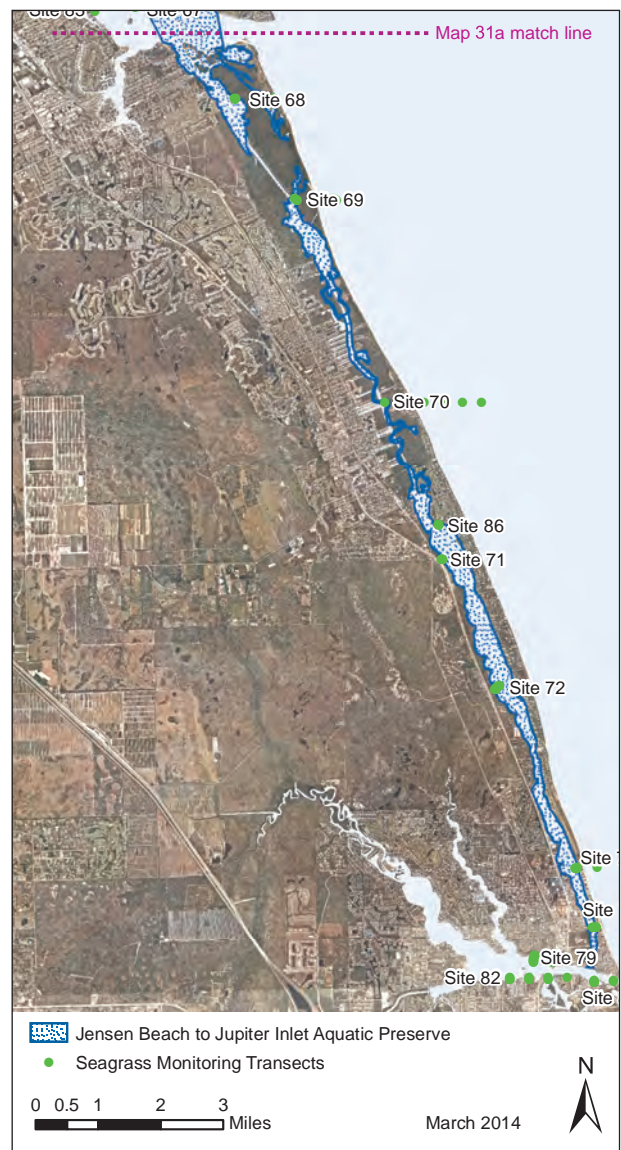 Map 31a match line
Site 68
Site 69
Site 70
Site 86
Site 71
Site 72
Site
Site
Site 79
Site 82
Site
Jensen Beach to Jupiter Inlet Aquatic Preserve
Seagrass Monitoring Transects
N
0 0.5 1 2 3
Miles
March 2014